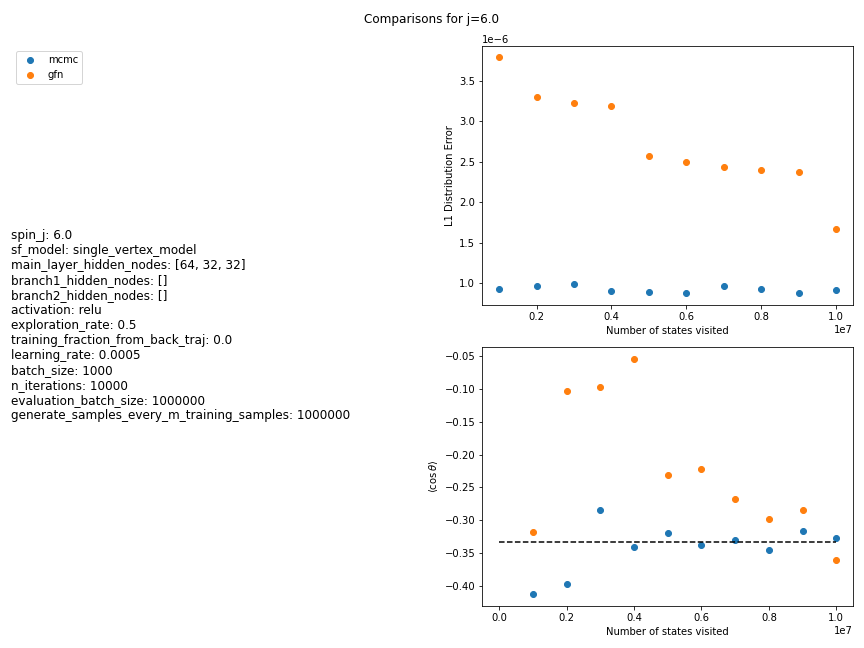 Comparisons for j=6.0
mcmc
gfn
spin_j: 6.0
sf_model: single_vertex_model
main_layer_hidden_nodes: [64, 32, 32]
branch1_hidden_nodes: []
branch2_hidden_nodes: []
activation: relu
exploration_rate: 0.5
training_fraction_from_back_traj: 0.0
learning_rate: 0.0005
batch_size: 1000
n_iterations: 10000
evaluation_batch_size: 1000000
generate_samples_every_m_training_samples: 1000000
1e−6
3.5
3.0
2.5
2.0
1.5
1.0
L1 Distribution Error
0.2 0.4 0.6 0.8 1.0
1e7
Number of states visited
−0.05
−0.10
−0.15
−0.20
−0.25
−0.30
−0.35
−0.40
⟨cos θ⟩
0.0 0.2 0.4 0.6 0.8 1.0
1e7
Number of states visited